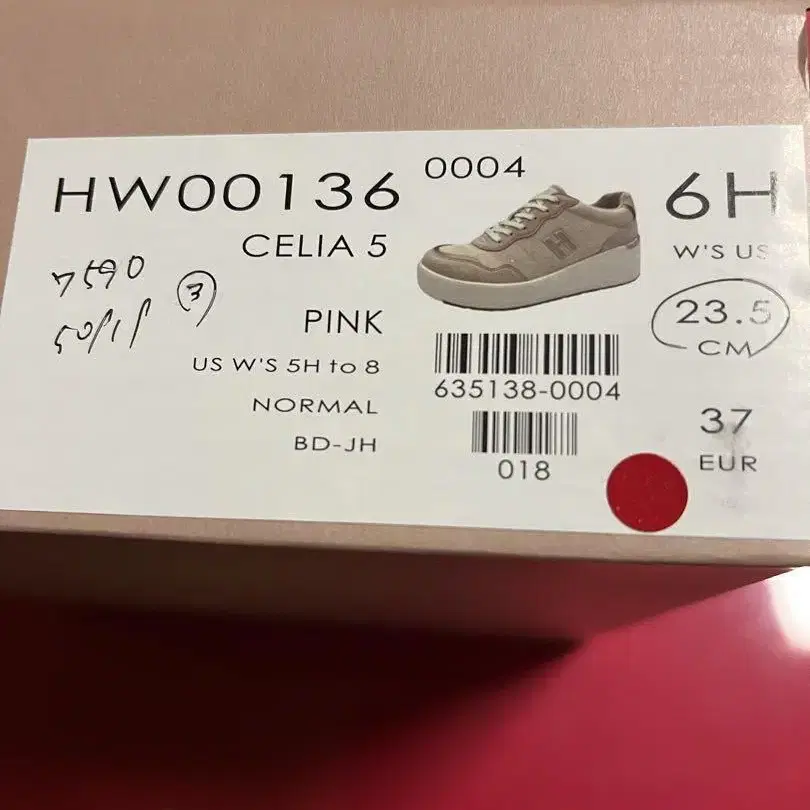 HW00136 0004
CELIA 5
PINK
US W'S 5H to 8
NORMAL
BD-JH
7590
3
H
635138-0004
018
6H
W'S US
23.5
CM
37
EUR